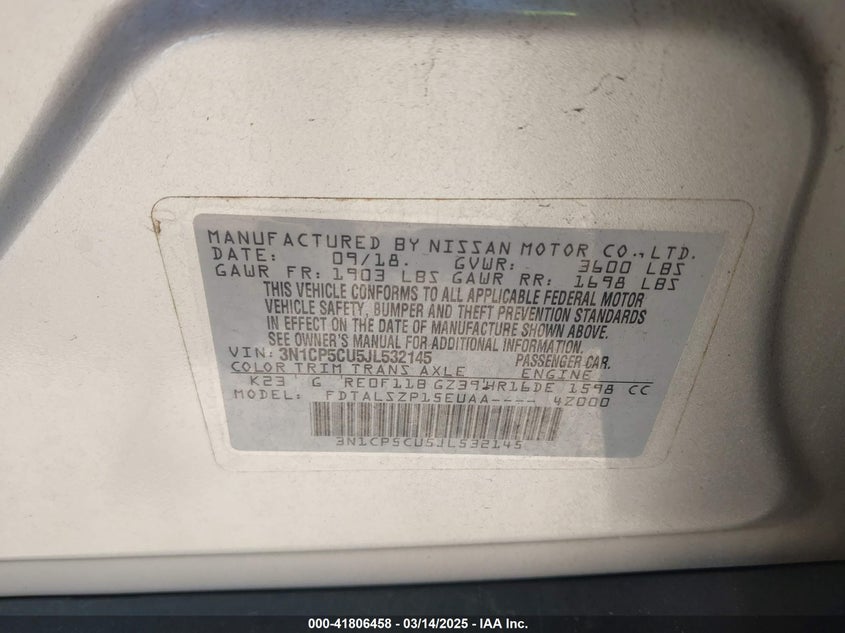 MANUFACTURED BY NISSAN MOTOR CO., LTD.
DATE: 09/18. GVWR: 3600 LBS
GAWR FR: 1903 LBS GAWR RR: 1698 LBS
THIS VEHICLE CONFORMS TO ALL APPLICABLE FEDERAL MOTOR
VEHICLE SAFETY, BUMPER AND THEFT PREVENTION STANDARDS
IN EFFECT ON THE DATE OF MANUFACTURE SHOWN ABOVE.
SEE OWNER'S MANUAL FOR ADDITIONAL INFORMATION.
VIN: 3N1CP5CU5JL532145 PASSENGER CAR.
COLOR TRIM TRANS AXLE ENGINE
K23 G RE0F11B GZ39 HR16DE 1598 CC
MODEL: FDTALSZP15EUAA---- 4Z000
3N1CP5CU5JL532145
000-41806458 | 03/14/2025 | IAA Inc.